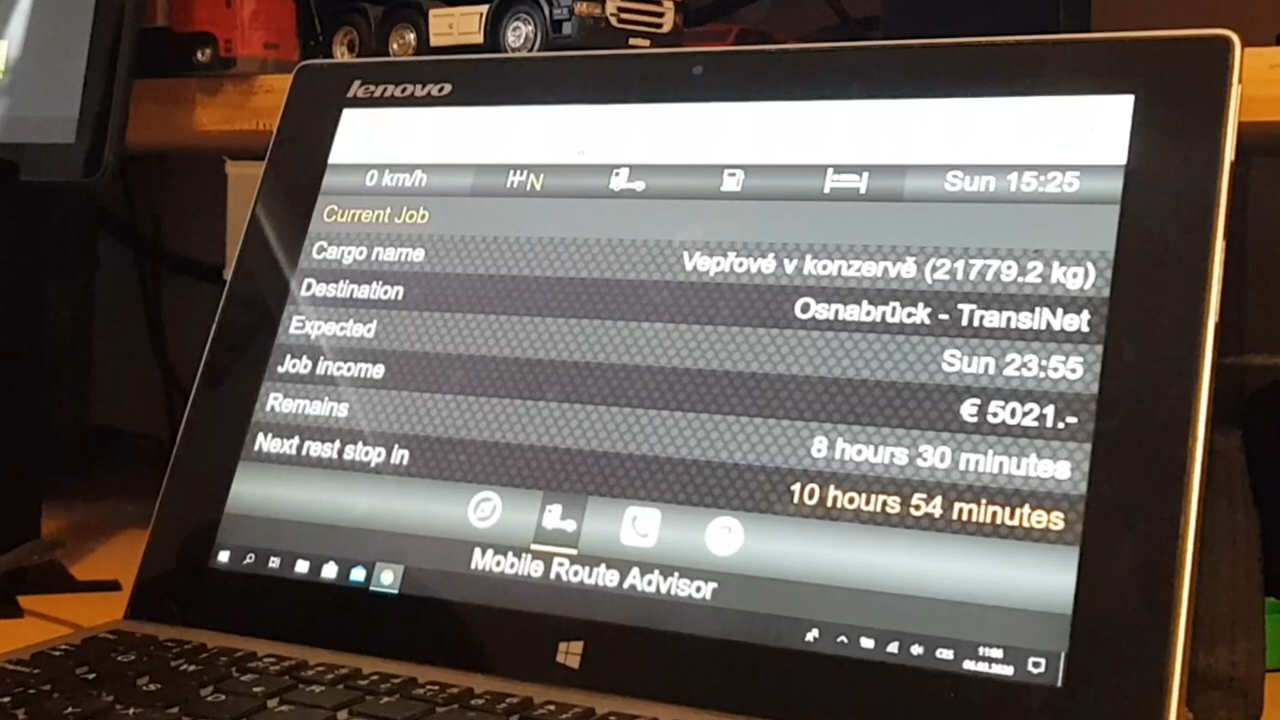 lenovo
0 km/h N Sun 15:25
Current Job
Cargo name Vepřové v konzervě (21779.2 kg)
Destination Osnabrück - TransiNet
Expected Sun 23:55
Job income € 5021.-
Remains 8 hours 30 minutes
Next rest stop in 10 hours 54 minutes
Mobile Route Advisor
CES